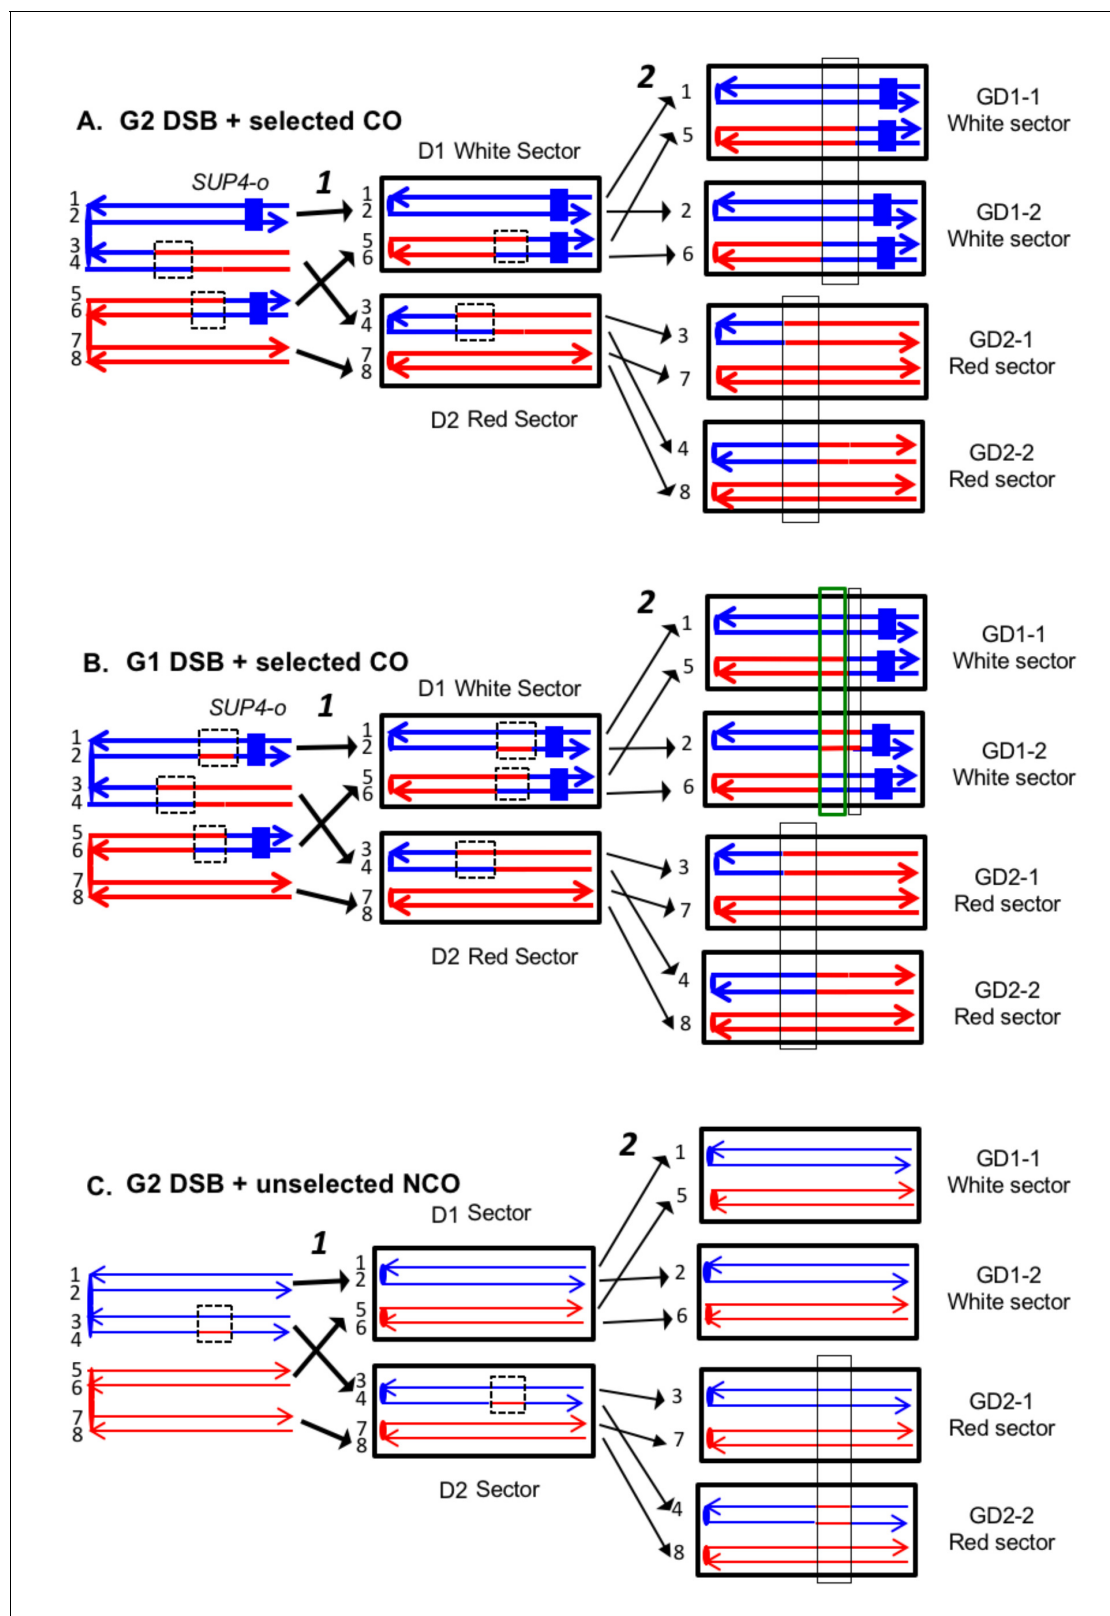 A. G2 DSB + selected CO
SUP4-o
1
1
2
3
4
5
6
7
8
D1 White Sector
1
2
5
6
3
4
7
8
D2 Red Sector
2
1
5
2
6
3
7
4
8
GD1-1
White sector
GD1-2
White sector
GD2-1
Red sector
GD2-2
Red sector
B. G1 DSB + selected CO
SUP4-o
1
1
2
3
4
5
6
7
8
D1 White Sector
1
2
5
6
3
4
7
8
D2 Red Sector
2
1
5
2
6
3
7
4
8
GD1-1
White sector
GD1-2
White sector
GD2-1
Red sector
GD2-2
Red sector
C. G2 DSB + unselected NCO
1
1
2
3
4
5
6
7
8
D1 Sector
1
2
5
6
3
4
7
8
D2 Sector
2
1
5
2
6
3
7
4
8
GD1-1
White sector
GD1-2
White sector
GD2-1
Red sector
GD2-2
Red sector